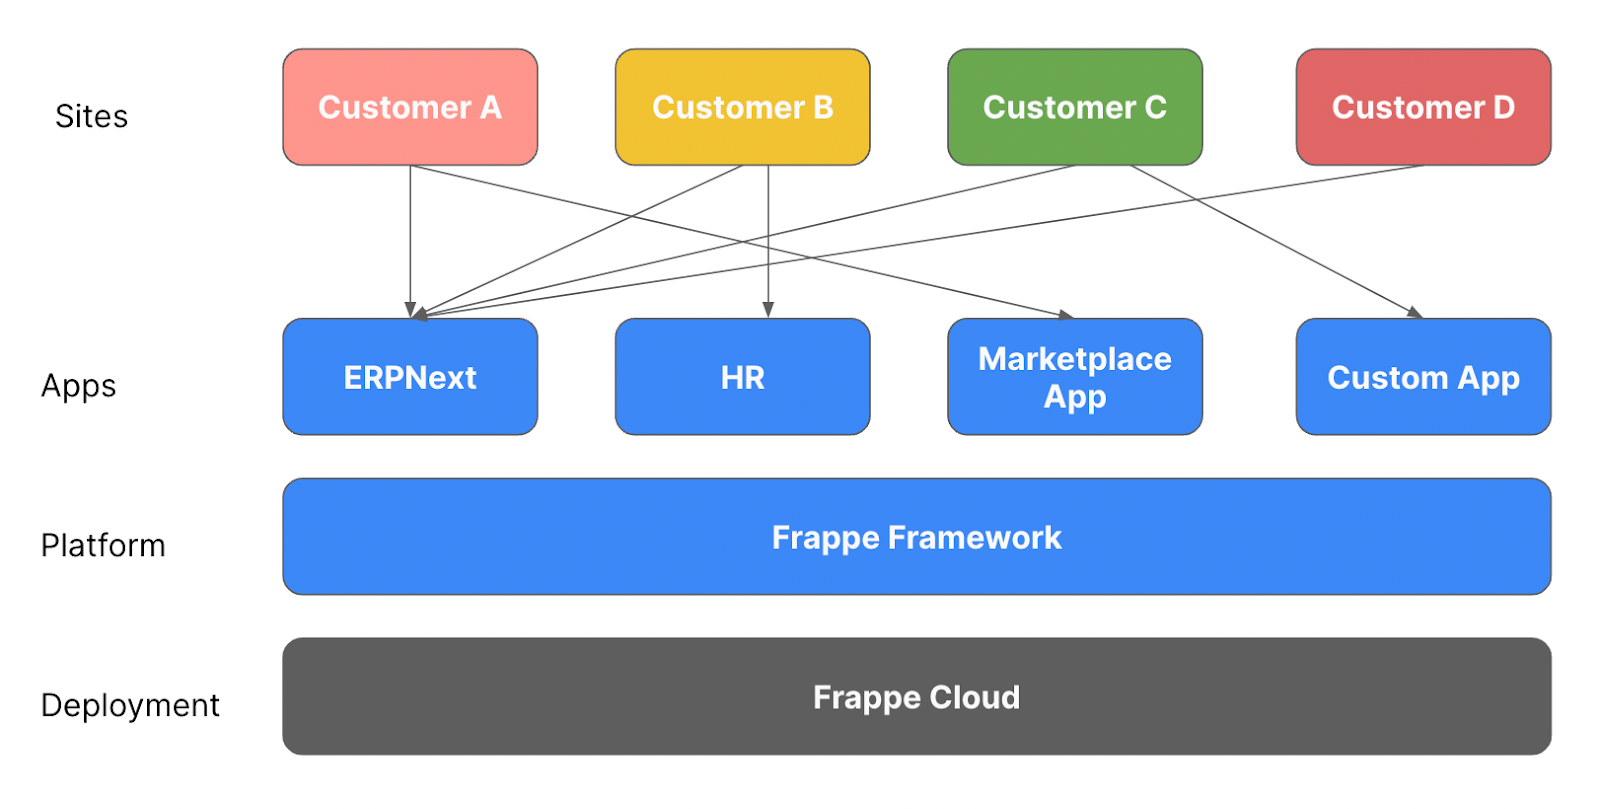 Sites
Customer A
Customer B
Customer C
Customer D
Apps
ERPNext
HR
Marketplace
App
Custom App
Platform
Frappe Framework
Deployment
Frappe Cloud